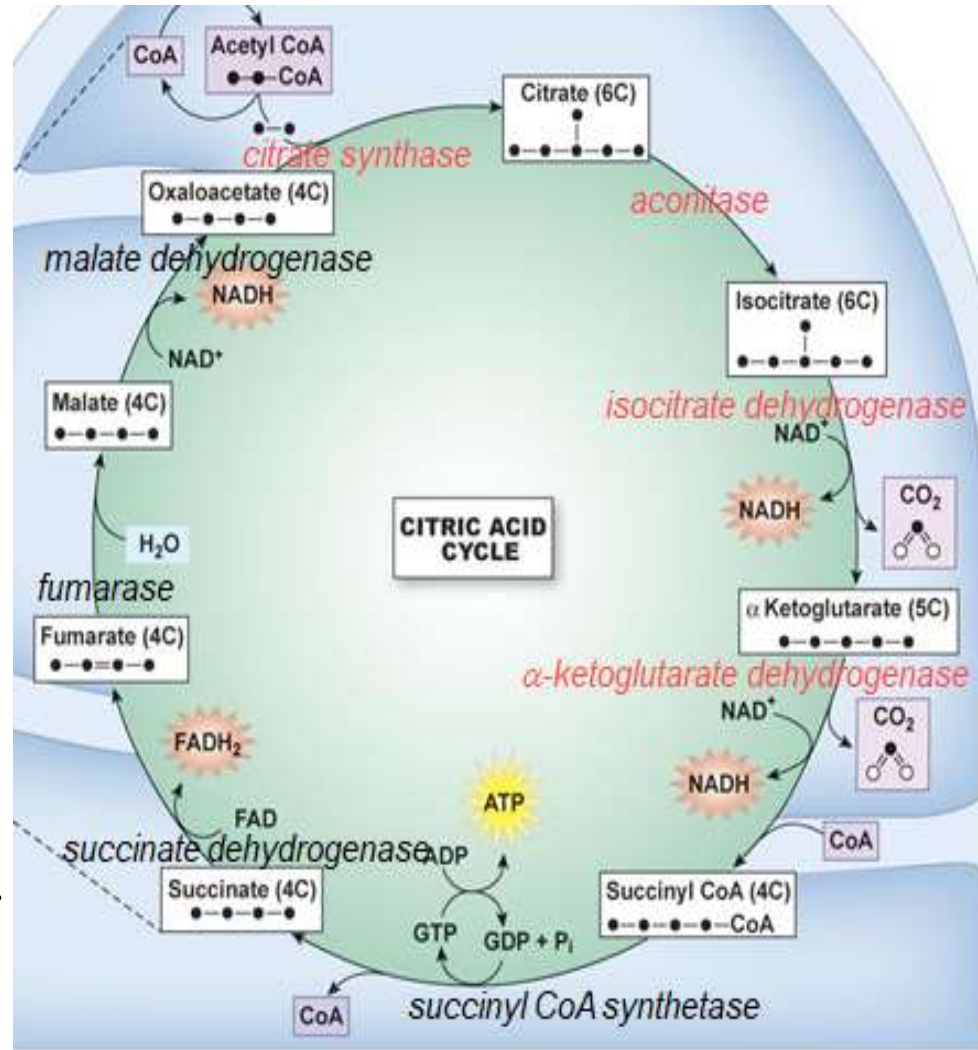 CoA
Acetyl CoA
CoA
citrate synthase
Citrate (6C)
aconitase
Isocitrate (6C)
isocitrate dehydrogenase
NAD⁺
NADH
CO₂
α Ketoglutarate (5C)
α-ketoglutarate dehydrogenase
NAD⁺
CO₂
NADH
CoA
Succinyl CoA (4C)
CoA
succinyl CoA synthetase
GDP + Pᵢ
GTP
ADP
ATP
CoA
Succinate (4C)
succinate dehydrogenase
FAD
FADH₂
Fumarate (4C)
fumarase
H₂O
Malate (4C)
NAD⁺
NADH
malate dehydrogenase
Oxaloacetate (4C)
CITRIC ACID
CYCLE